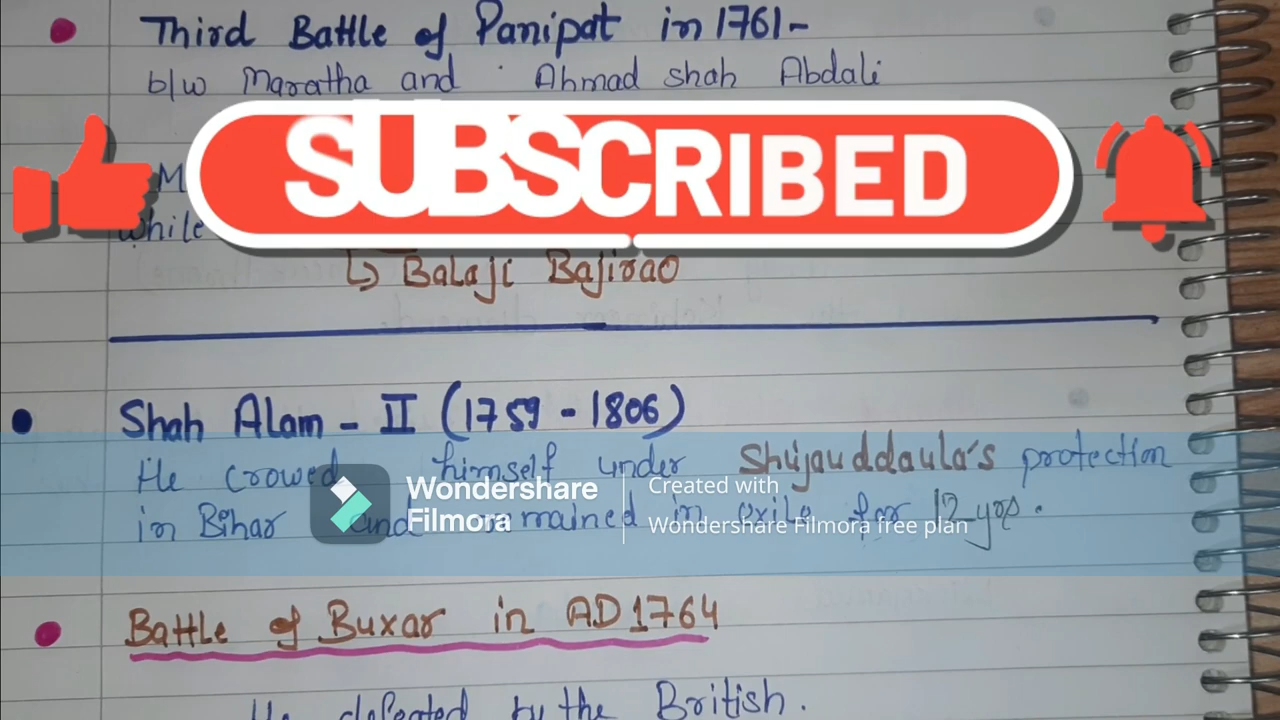 Third Battle of Panipat in 1761-
b/w Maratha and Ahmad shah Abdali
SUBSCRIBED
M
while
↳ Balaji Bajirao
Shah Alam - II (1759 - 1806)
He crowed himself under Shujauddaula's protection
in Bihar and remained in exile for 12 yrs.
Wondershare
Filmora
Created with
Wondershare Filmora free plan
Battle of Buxar in AD 1764
He defeated by the British.